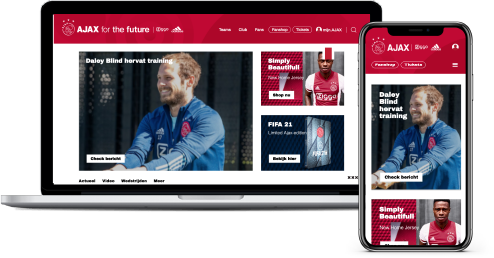 AJAX for the future
Ziggo
adidas
Teams Club Fans Fanshop Tickets mijn AJAX
Daley Blind hervat training
Check bericht
Simply
Beautiful!
New Home Jersey
Shop nu
FIFA 21
Limited Ajax edition
Bekijk hier
Actueel Video Wedstrijden Meer
AJAX
Fanshop Tickets
Daley
Blind
hervat
training
Check bericht
Simply
Beautiful!
New Home Jersey